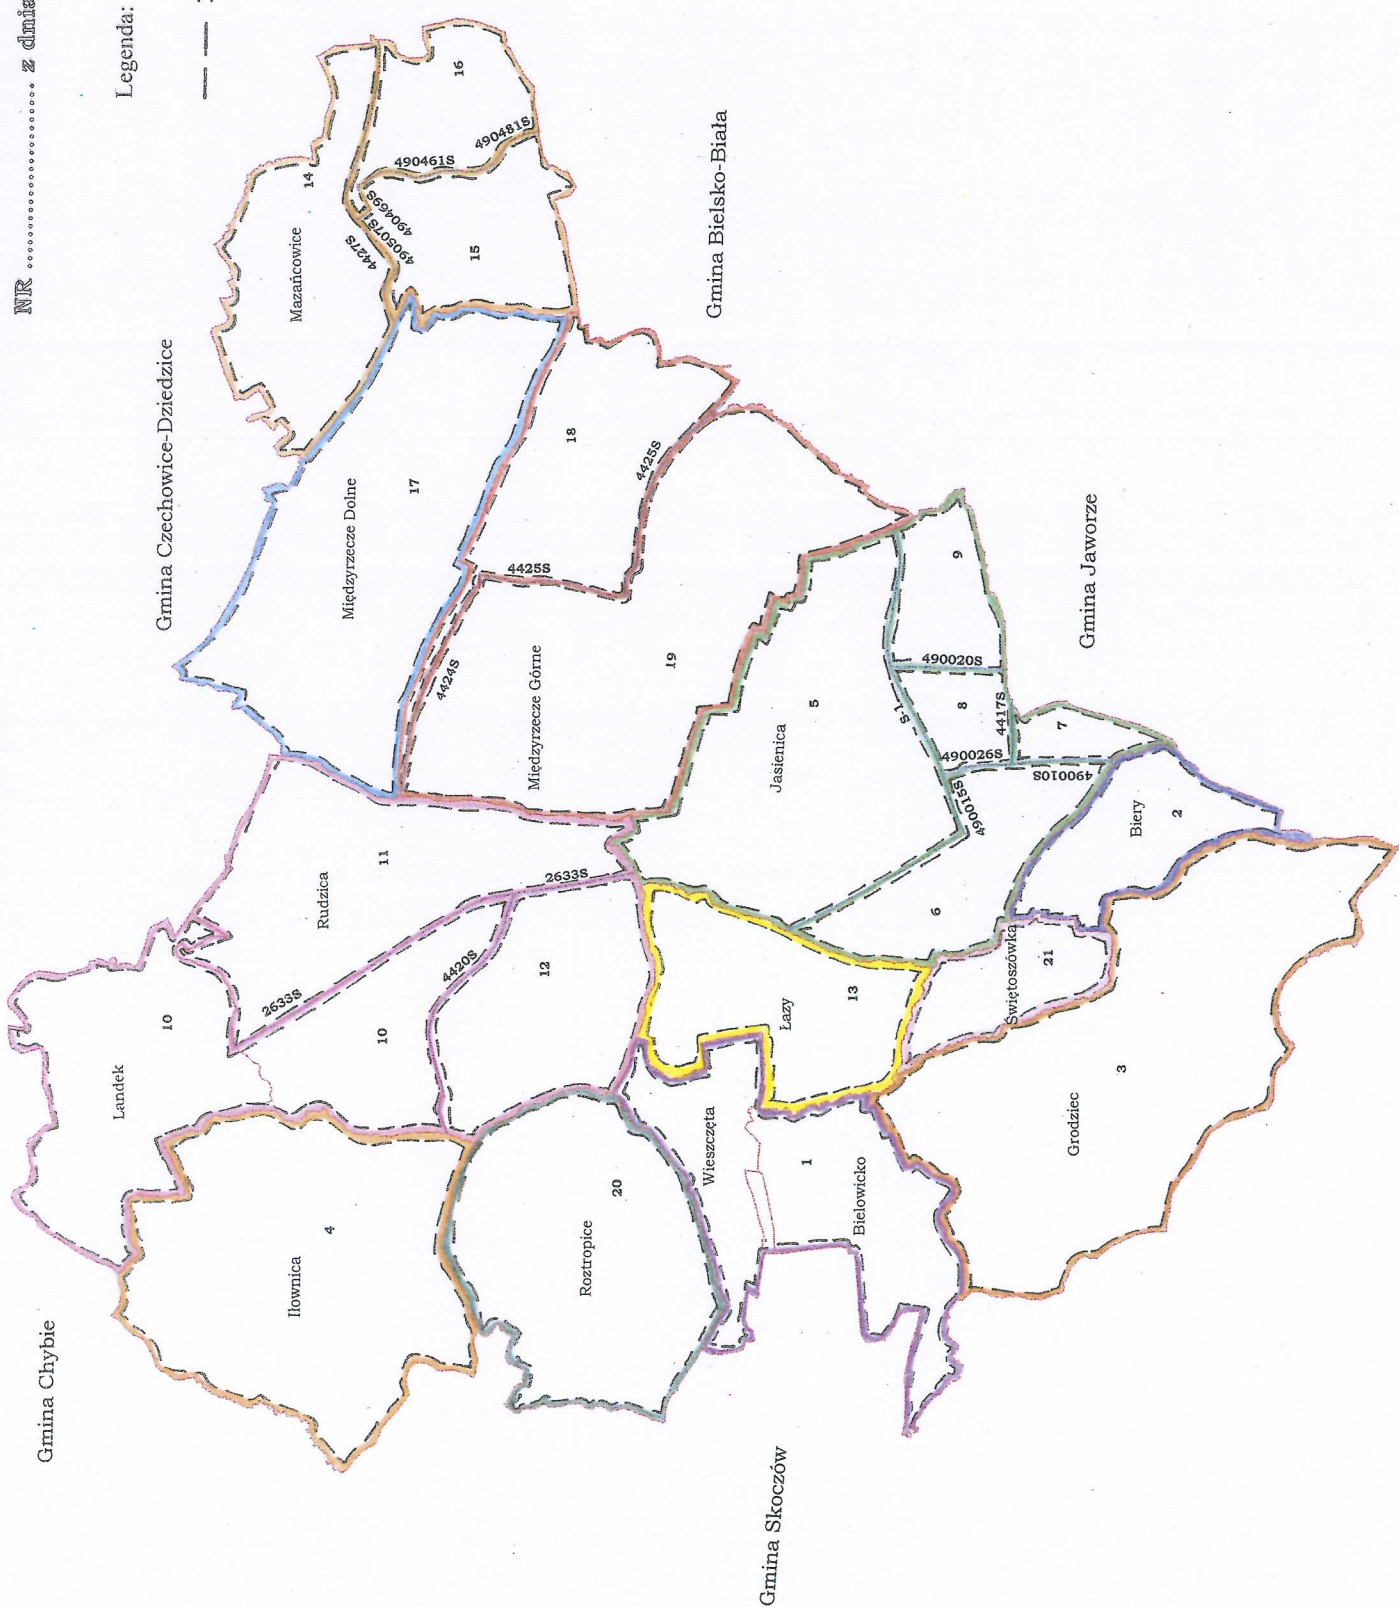 NR ........................ z dnia
Legenda:
Gmina Chybie
Gmina Czechowice-Dziedzice
Gmina Bielsko-Biała
Gmina Jaworze
Gmina Skoczów
Landek
10
Rudzica
11
2633S
2633S
4420S
10
12
Iłownica
4
Roztropice
20
Wieszczęta
1
Bielowicko
Łazy
13
Grodziec
3
Świętoszówka
21
Biery
2
Jasienica
5
6
7
8
9
S-1
490015S
490026S
490010S
4417S
490020S
Międzyrzecze Górne
19
18
4424S
4425S
4425S
Międzyrzecze Dolne
17
Mazańcowice
14
15
16
4427S
490507S
490469S
490461S
490481S